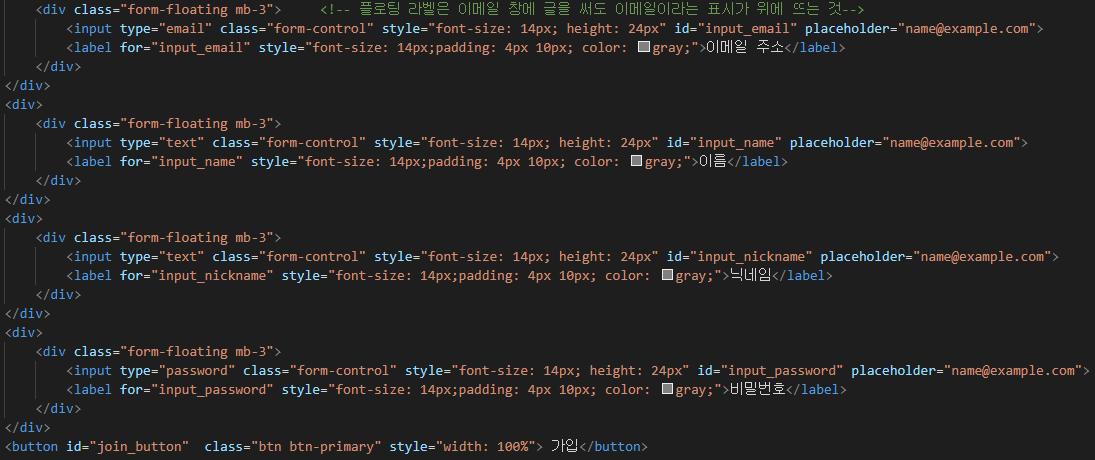 <div class="form-floating mb-3">     <!-- 플로팅 라벨은 이메일 창에 글을 써도 이메일이라는 표시가 위에 뜨는 것-->
<input type="email" class="form-control" style="font-size: 14px; height: 24px" id="input_email" placeholder="name@example.com">
<label for="input_email" style="font-size: 14px;padding: 4px 10px; color: gray;">이메일 주소</label>
</div>
</div>
<div>
<div class="form-floating mb-3">
<input type="text" class="form-control" style="font-size: 14px; height: 24px" id="input_name" placeholder="name@example.com">
<label for="input_name" style="font-size: 14px;padding: 4px 10px; color: gray;">이름</label>
</div>
</div>
<div>
<div class="form-floating mb-3">
<input type="text" class="form-control" style="font-size: 14px; height: 24px" id="input_nickname" placeholder="name@example.com">
<label for="input_nickname" style="font-size: 14px;padding: 4px 10px; color: gray;">닉네임</label>
</div>
</div>
<div>
<div class="form-floating mb-3">
<input type="password" class="form-control" style="font-size: 14px; height: 24px" id="input_password" placeholder="name@example.com">
<label for="input_password" style="font-size: 14px;padding: 4px 10px; color: gray;">비밀번호</label>
</div>
</div>
<button id="join_button"  class="btn btn-primary" style="width: 100%"> 가입</button>